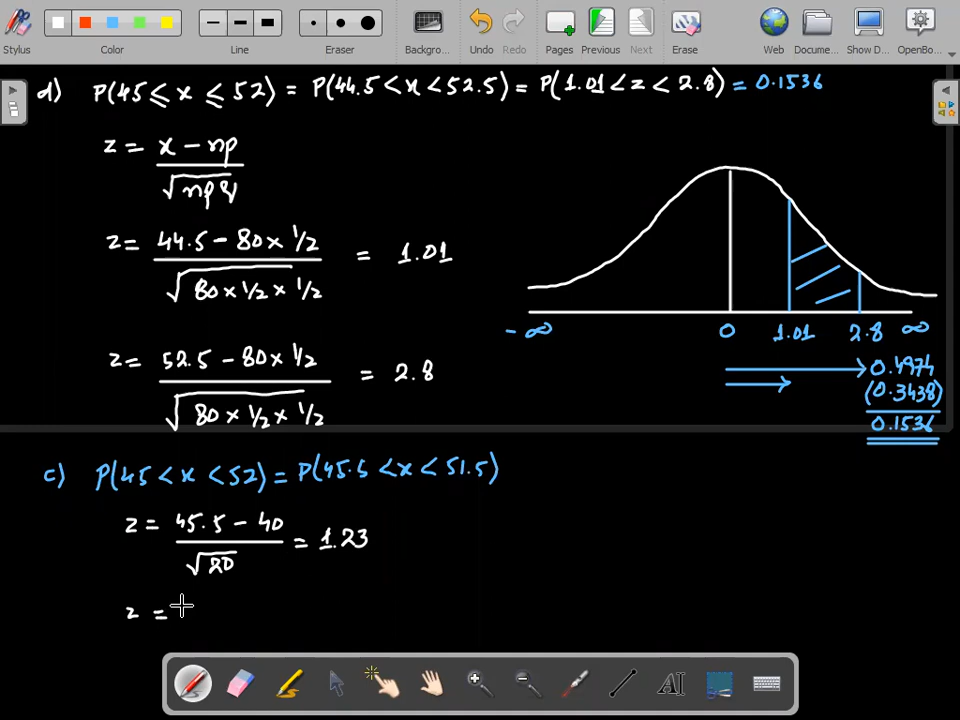 Stylus Color Line Eraser Backgro... Undo Redo Pages Previous Next Erase Web Docume... Show D... OpenBo...
d) P(45 ≤ x ≤ 52) = P(44.5 < x < 52.5) = P(1.01 < z < 2.8) = 0.1536
z = x - np / √npq
z = 44.5 - 80 x 1/2 / √80 x 1/2 x 1/2 = 1.01
z = 52.5 - 80 x 1/2 / √80 x 1/2 x 1/2 = 2.8
-∞ 0 1.01 2.8 ∞
0.4974
(0.3438)
0.1536
c) P(45 < x < 52) = P(45.5 < x < 51.5)
z = 45.5 - 40 / √20 = 1.23
z =
AI